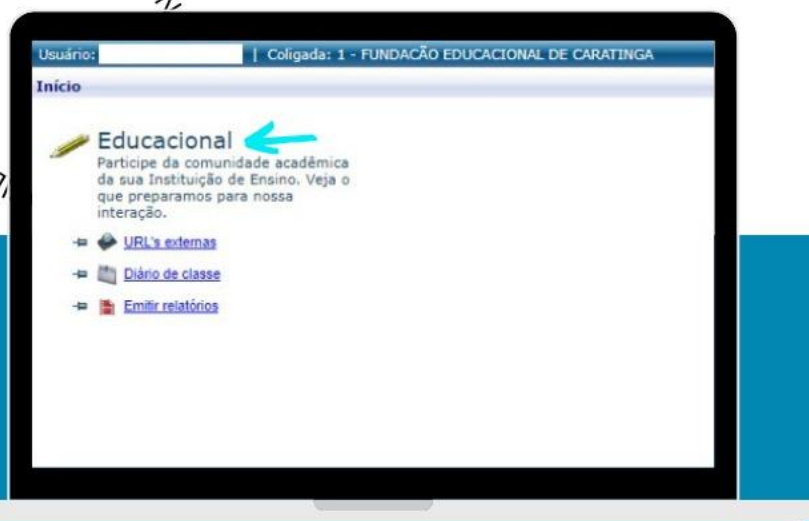 Usuário: | Coligada: 1 - FUNDACÃO EDUCACIONAL DE CARATINGA
Início
Educacional
Participe da comunidade acadêmica
da sua Instituição de Ensino. Veja o
que preparamos para nossa
interação.
URL's externas
Diário de classe
Emitir relatórios